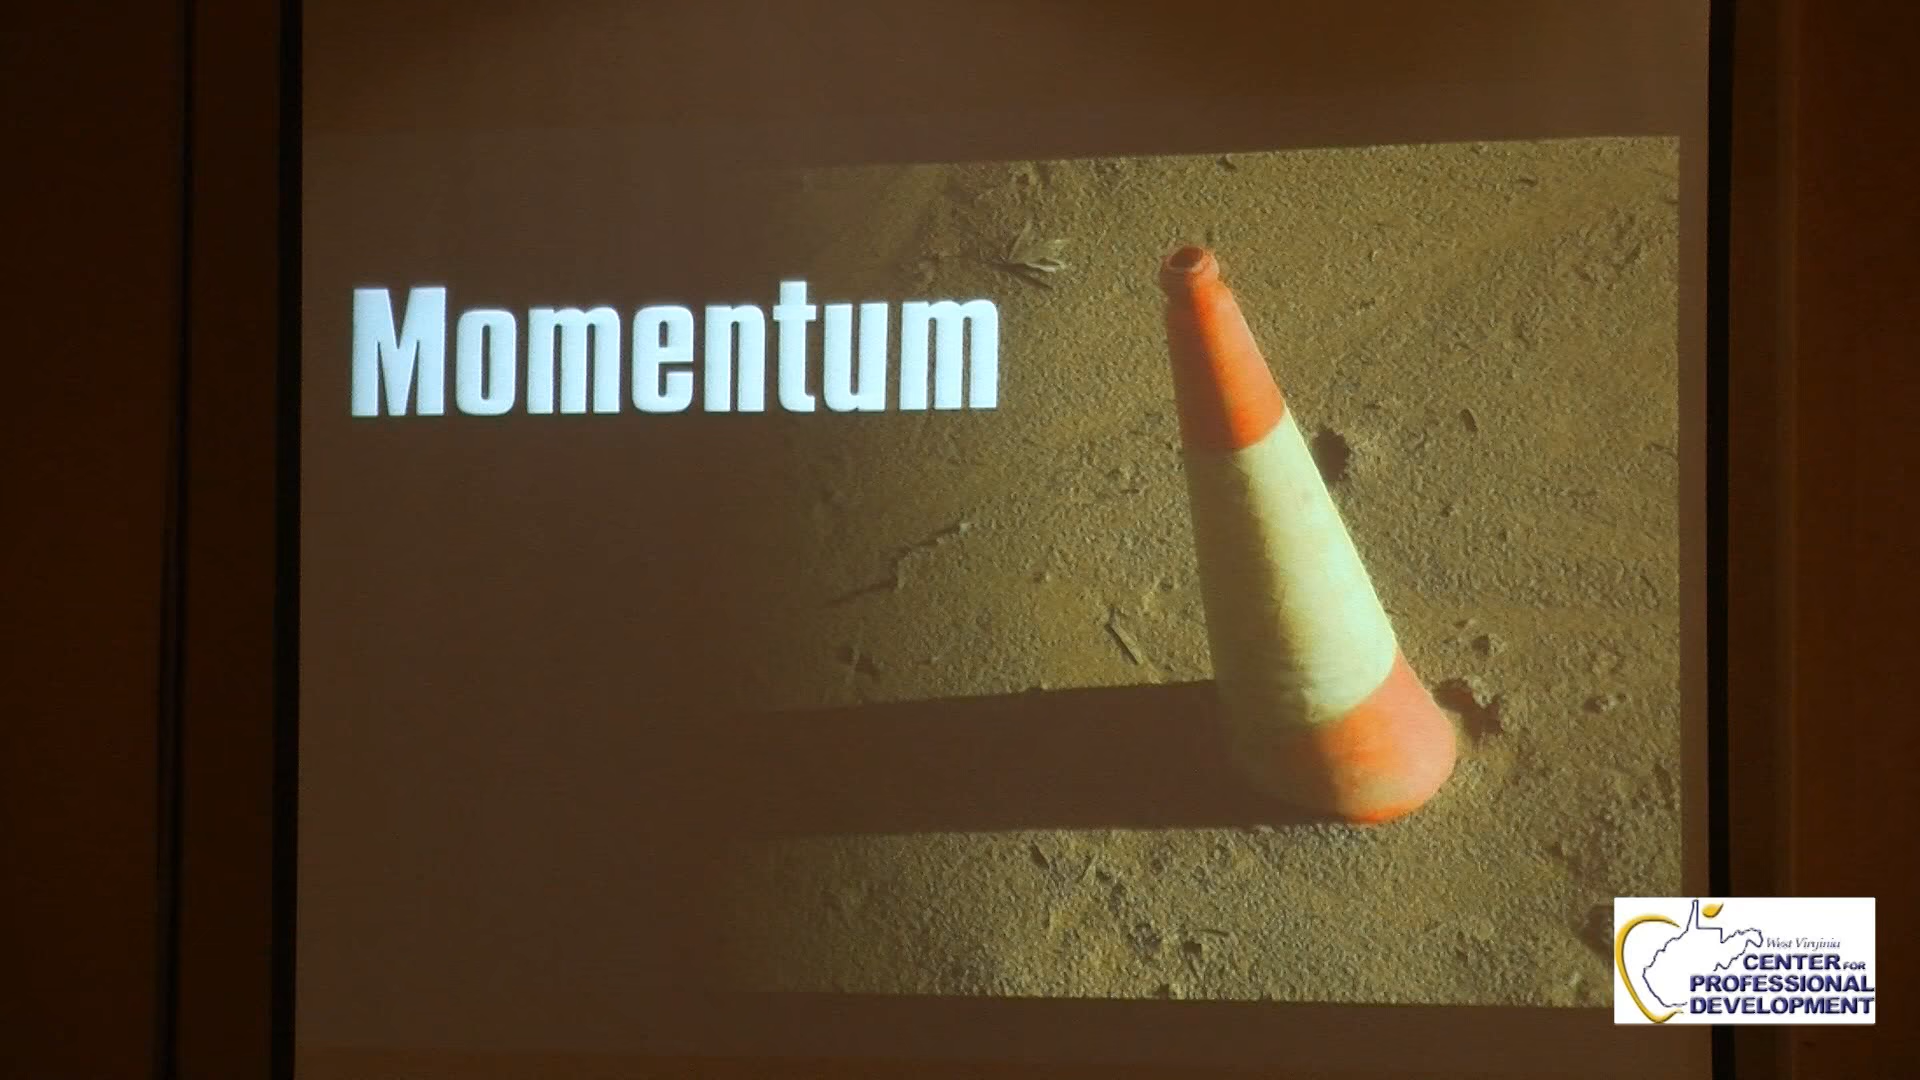 Momentum
West Virginia
CENTER FOR
PROFESSIONAL
DEVELOPMENT